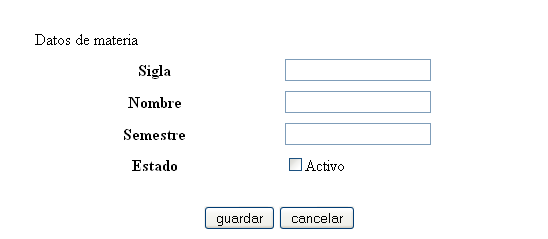 Datos de materia
Sigla
Nombre
Semestre
Estado Activo
guardar cancelar